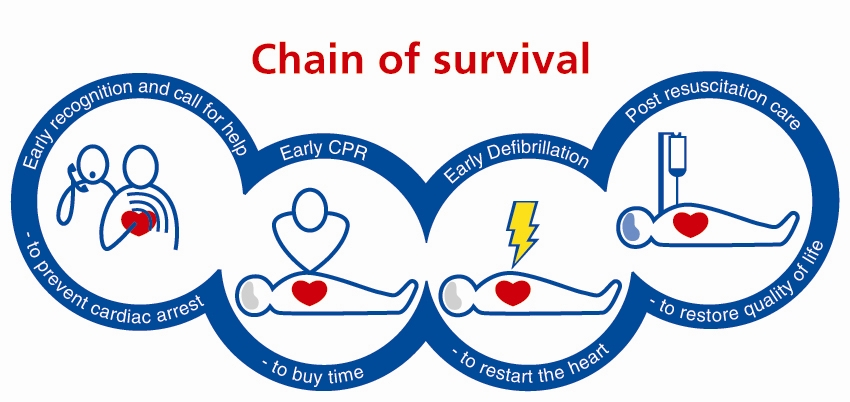 Chain of survival
Early recognition and call for help
- to prevent cardiac arrest
Early CPR
- to buy time
Early Defibrillation
- to restart the heart
Post resuscitation care
- to restore quality of life